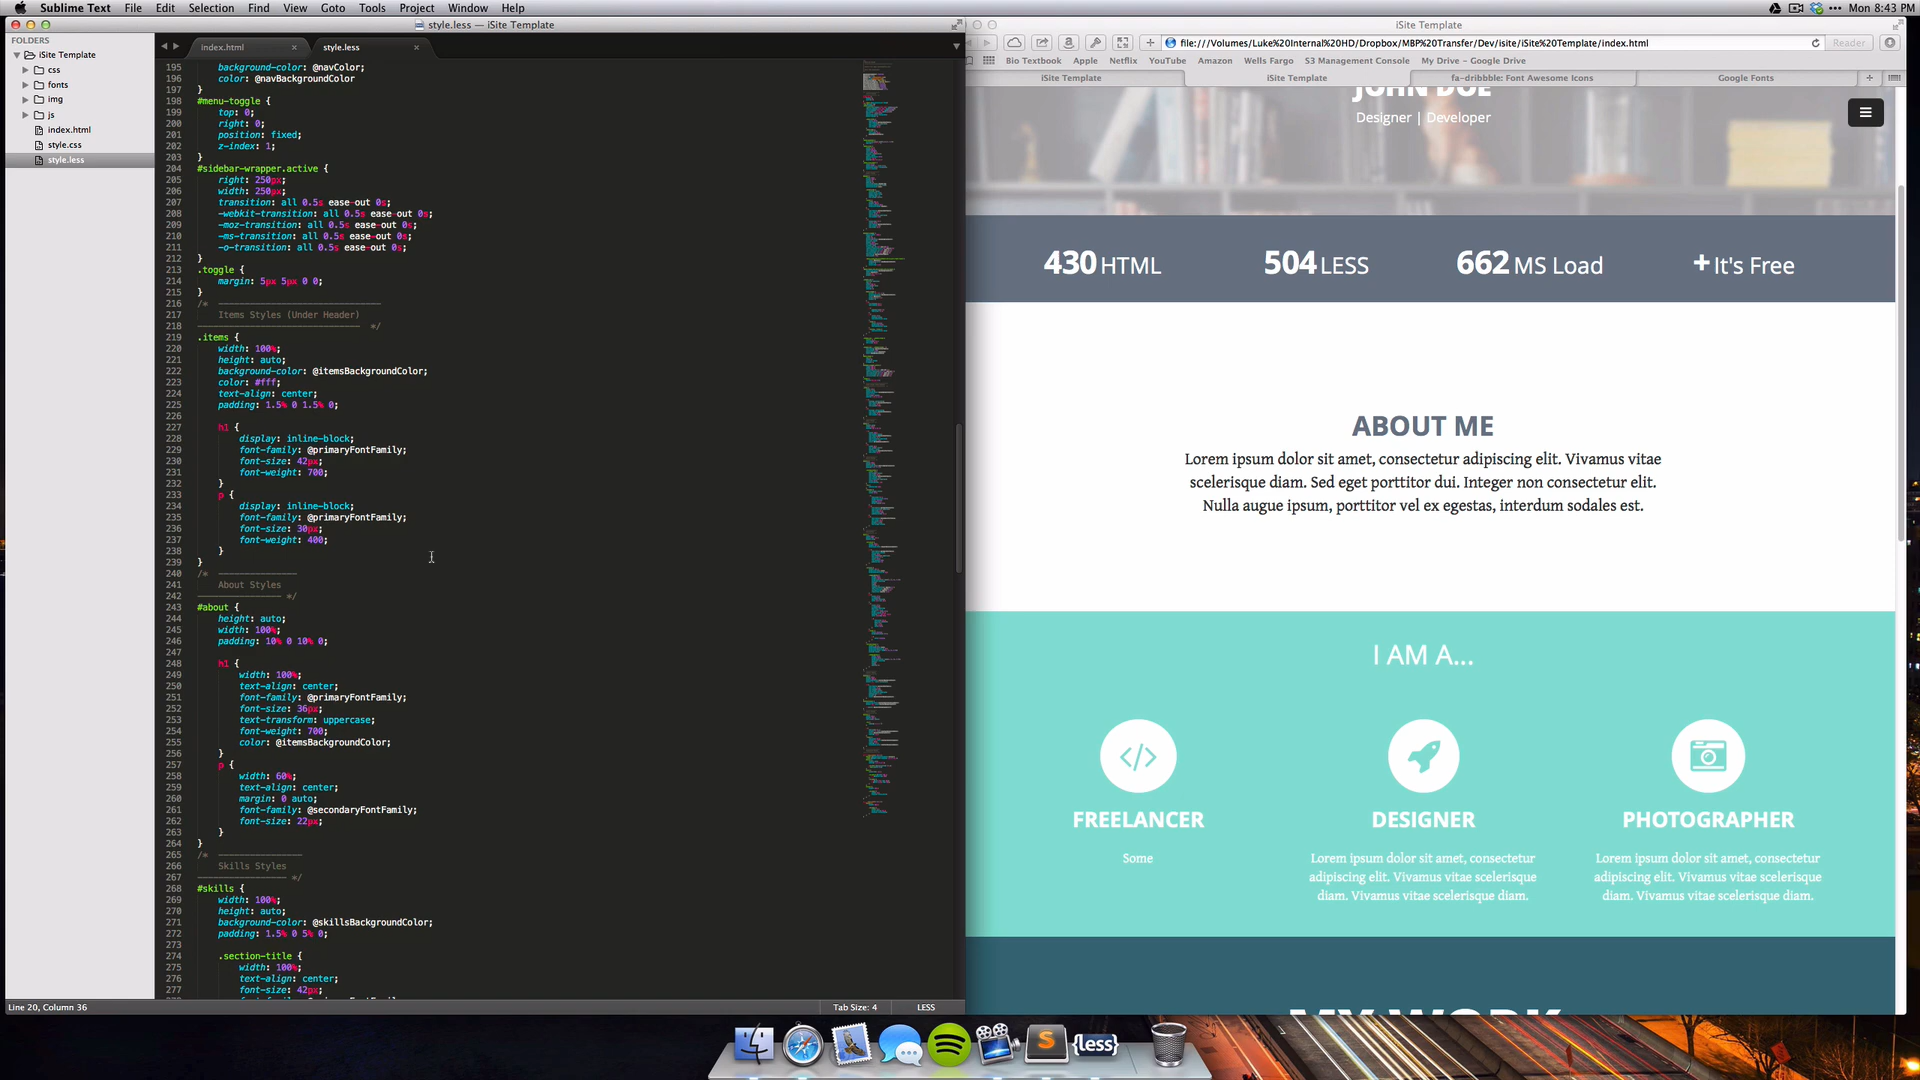 Sublime Text File Edit Selection Find View Goto Tools Project Window Help Mon 8:43 PM
style.less — iSite Template
FOLDERS
iSite Template
css
fonts
img
js
index.html
style.css
style.less
index.html
style.less
195 background-color: @navColor;
196 color: @navBackgroundColor
197 }
198 #menu-toggle {
199 top: 0;
200 right: 0;
201 position: fixed;
202 z-index: 1;
203 }
204 #sidebar-wrapper.active {
205 right: 250px;
206 width: 250px;
207 transition: all 0.5s ease-out 0s;
208 -webkit-transition: all 0.5s ease-out 0s;
209 -moz-transition: all 0.5s ease-out 0s;
210 -ms-transition: all 0.5s ease-out 0s;
211 -o-transition: all 0.5s ease-out 0s;
212 }
213 .toggle {
214 margin: 5px 5px 0 0;
215 }
216 /* -------------------------------
217 Items Styles (Under Header)
218 ------------------------------- */
219 .items {
220 width: 100%;
221 height: auto;
222 background-color: @itemsBackgroundColor;
223 color: #fff;
224 text-align: center;
225 padding: 1.5% 0 1.5% 0;
226
227 h1 {
228 display: inline-block;
229 font-family: @primaryFontFamily;
230 font-size: 42px;
231 font-weight: 700;
232 }
233 p {
234 display: inline-block;
235 font-family: @primaryFontFamily;
236 font-size: 30px;
237 font-weight: 400;
238 }
239 }
240 /* ---------------
241 About Styles
242 ---------------- */
243 #about {
244 height: auto;
245 width: 100%;
246 padding: 10% 0 10% 0;
247
248 h1 {
249 width: 100%;
250 text-align: center;
251 font-family: @primaryFontFamily;
252 font-size: 36px;
253 text-transform: uppercase;
254 font-weight: 700;
255 color: @itemsBackgroundColor;
256 }
257 p {
258 width: 60%;
259 text-align: center;
260 margin: 0 auto;
261 font-family: @secondaryFontFamily;
262 font-size: 22px;
263 }
264 }
265 /* ----------------
266 Skills Styles
267 ----------------- */
268 #skills {
269 width: 100%;
270 height: auto;
271 background-color: @skillsBackgroundColor;
272 padding: 1.5% 0 5% 0;
273
274 .section-title {
275 width: 100%;
276 text-align: center;
277 font-size: 42px;
Line 20, Column 36
Tab Size: 4
LESS
iSite Template
file:///Volumes/Luke%20Internal%20HD/Dropbox/MBP%20Transfer/Dev/isite/iSite%20Template/index.html
Reader
Bio Textbook Apple Netflix YouTube Amazon Wells Fargo S3 Management Console My Drive - Google Drive
iSite Template
iSite Template
fa-dribbble: Font Awesome Icons
Google Fonts
JOHN DOE
Designer | Developer
430 HTML
504 LESS
662 MS Load
+ It's Free
ABOUT ME
Lorem ipsum dolor sit amet, consectetur adipiscing elit. Vivamus vitae
scelerisque diam. Sed eget porttitor dui. Integer non consectetur elit.
Nulla augue ipsum, porttitor vel ex egestas, interdum sodales est.
I AM A...
FREELANCER
Some
DESIGNER
Lorem ipsum dolor sit amet, consectetur
adipiscing elit. Vivamus vitae scelerisque
diam. Vivamus vitae scelerisque diam.
PHOTOGRAPHER
Lorem ipsum dolor sit amet, consectetur
adipiscing elit. Vivamus vitae scelerisque
diam. Vivamus vitae scelerisque diam.
MY WORK
S
{less}